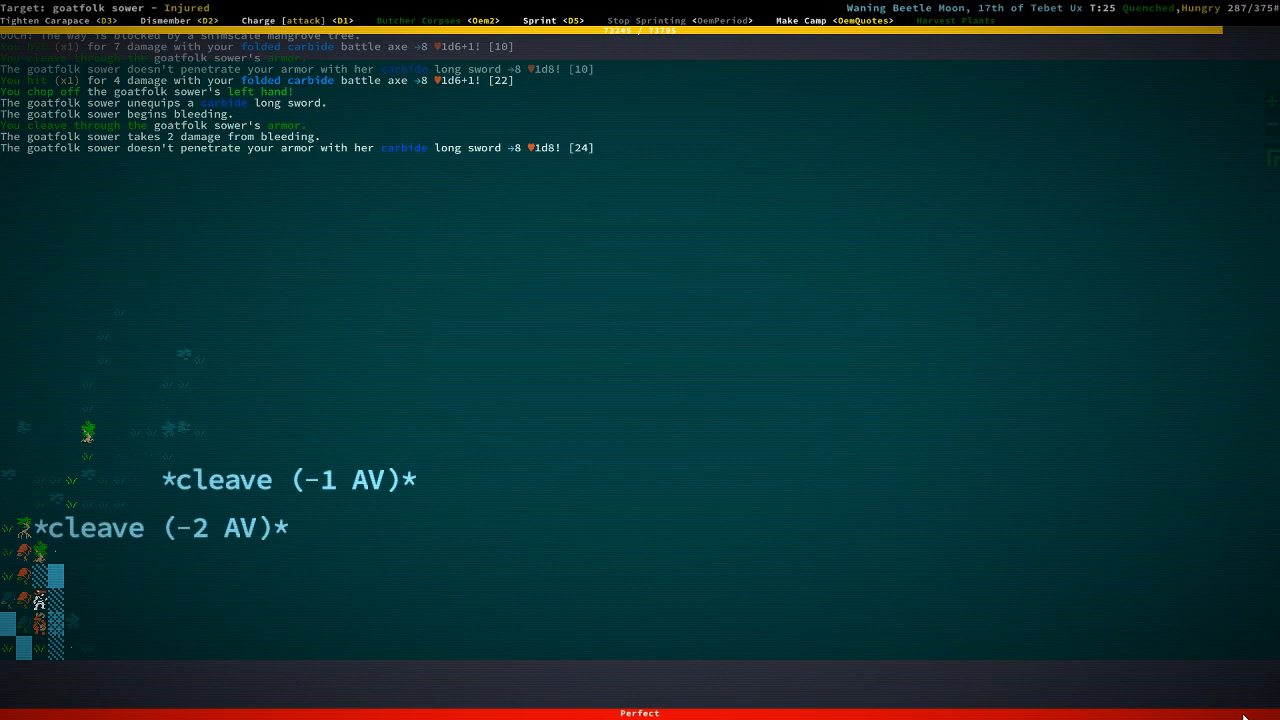 Target: goatfolk sower - Injured
Waning Beetle Moon, 17th of Tebet Ux T:25 Quenched,Hungry 287/375#
Tighten Carapace <D3> Dismember <D2> Charge [attack] <D1> Butcher Corpses <Oem2> Sprint <D5> Stop Sprinting <OemPeriod> Make Camp <OemQuotes> Harvest Plants
73245 / 73795
OUCH! The way is blocked by a shimscale mangrove tree.
You hit (x1) for 7 damage with your folded carbide battle axe →8 ♥1d6+1! [10]
You cleave through the goatfolk sower's armor.
The goatfolk sower doesn't penetrate your armor with her carbide long sword →8 ♥1d8! [10]
You hit (x1) for 4 damage with your folded carbide battle axe →8 ♥1d6+1! [22]
You chop off the goatfolk sower's left hand!
The goatfolk sower unequips a carbide long sword.
The goatfolk sower begins bleeding.
You cleave through the goatfolk sower's armor.
The goatfolk sower takes 2 damage from bleeding.
The goatfolk sower doesn't penetrate your armor with her carbide long sword →8 ♥1d8! [24]
*cleave (-1 AV)*
*cleave (-2 AV)*
Perfect